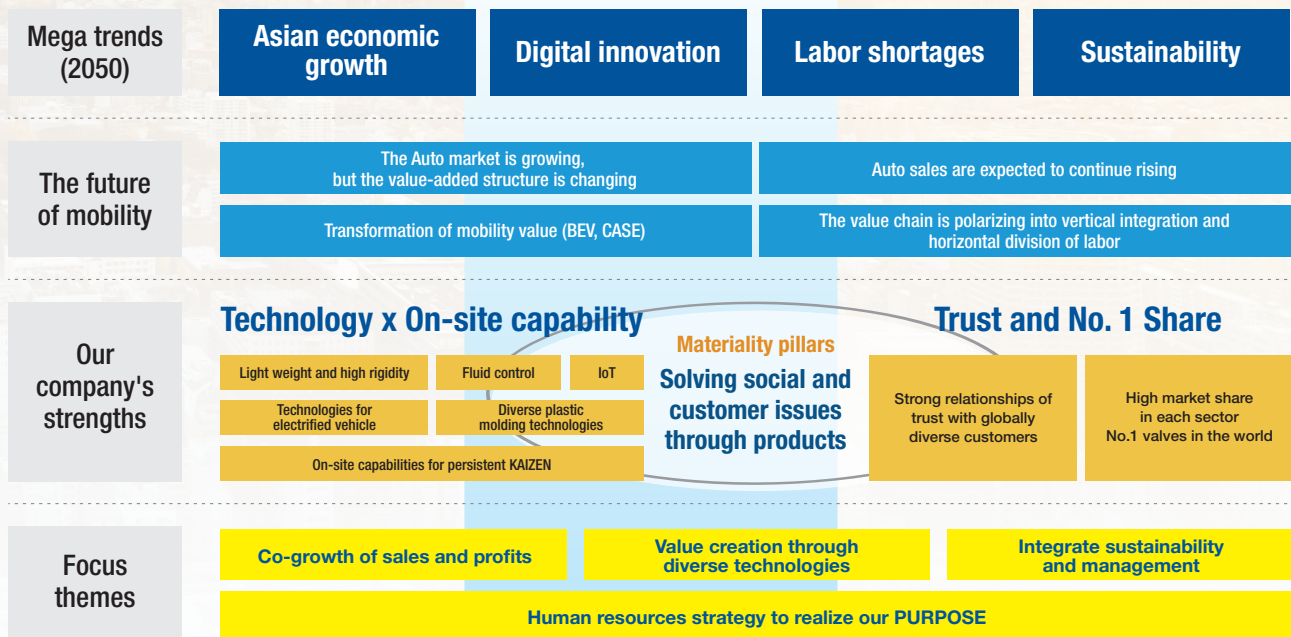 Mega trends
(2050)
Asian economic
growth
Digital innovation
Labor shortages
Sustainability
The future
of mobility
The Auto market is growing,
but the value-added structure is changing
Auto sales are expected to continue rising
Transformation of mobility value (BEV, CASE)
The value chain is polarizing into vertical integration and
horizontal division of labor
Our
company's
strengths
Technology x On-site capability
Light weight and high rigidity
Fluid control
IoT
Technologies for
electrified vehicle
Diverse plastic
molding technologies
On-site capabilities for persistent KAIZEN
Materiality pillars
Solving social and
customer issues
through products
Trust and No. 1 Share
Strong relationships of
trust with globally
diverse customers
High market share
in each sector
No.1 valves in the world
Focus
themes
Co-growth of sales and profits
Value creation through
diverse technologies
Integrate sustainability
and management
Human resources strategy to realize our PURPOSE